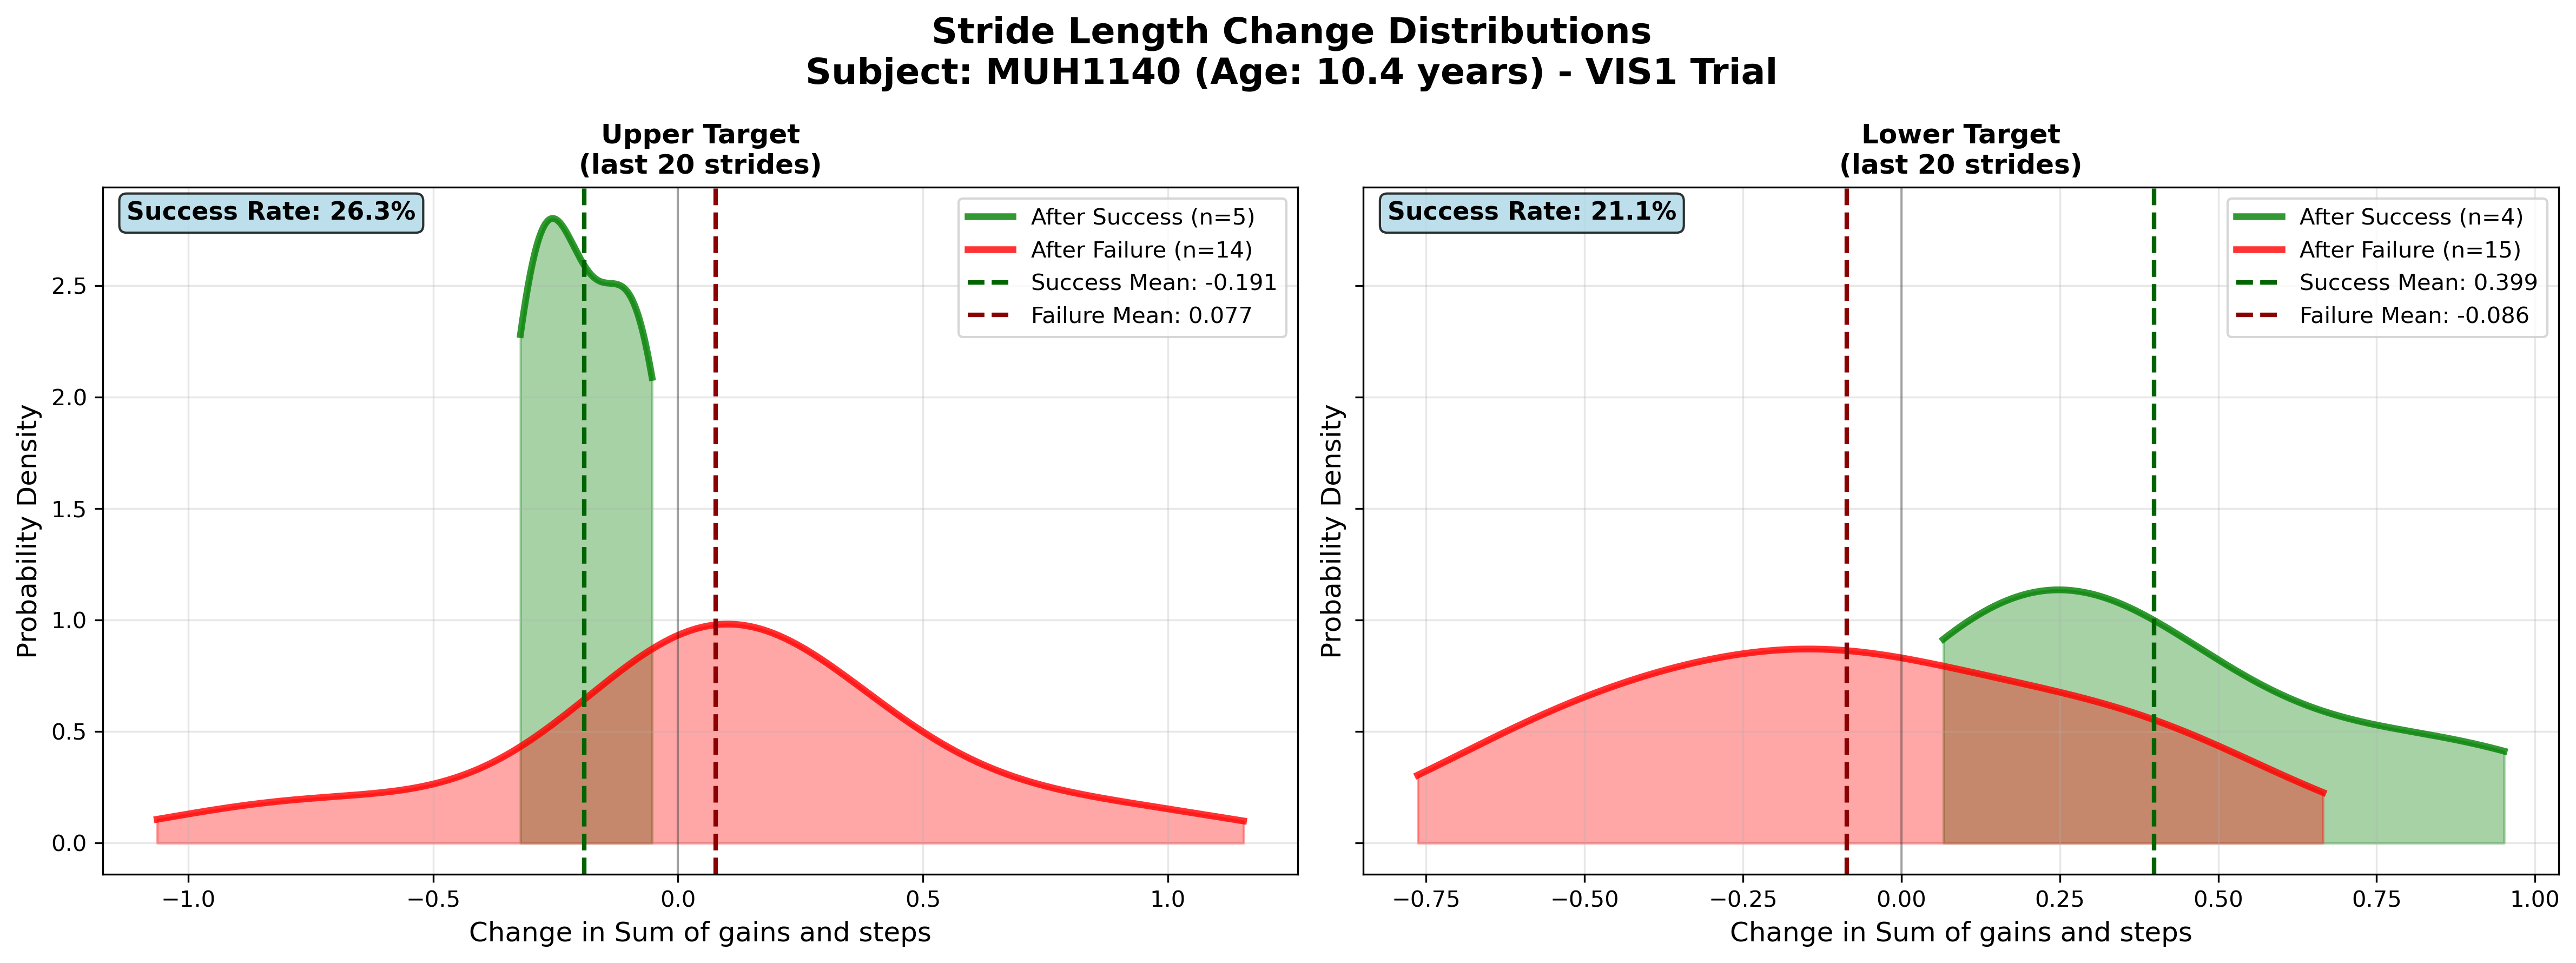 Stride Length Change Distributions
Subject: MUH1140 (Age: 10.4 years) - VIS1 Trial
Upper Target
(last 20 strides)
Success Rate: 26.3%
After Success (n=5)
After Failure (n=14)
Success Mean: -0.191
Failure Mean: 0.077
Probability Density
2.5
2.0
1.5
1.0
0.5
0.0
−1.0
−0.5
0.0
0.5
1.0
Change in Sum of gains and steps
Lower Target
(last 20 strides)
Success Rate: 21.1%
After Success (n=4)
After Failure (n=15)
Success Mean: 0.399
Failure Mean: -0.086
Probability Density
−0.75
−0.50
−0.25
0.00
0.25
0.50
0.75
1.00
Change in Sum of gains and steps